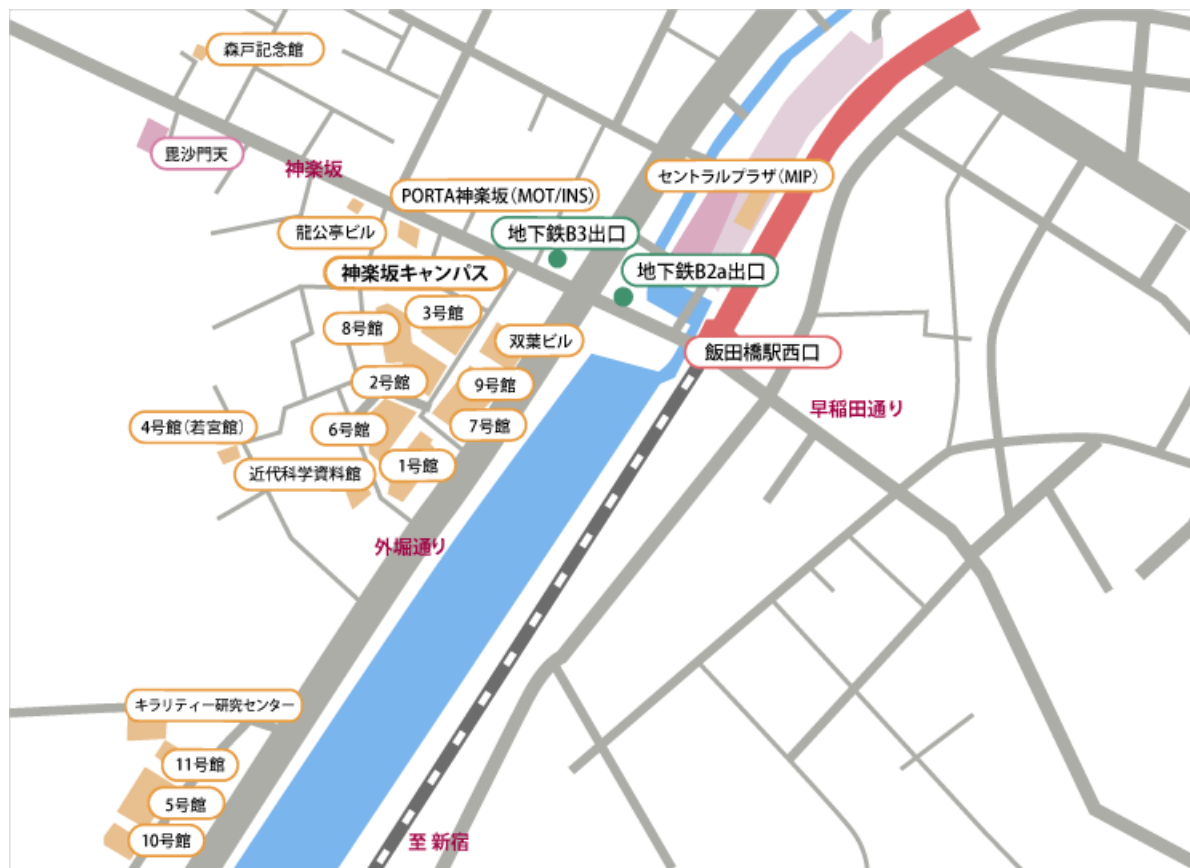 森戸記念館
毘沙門天
神楽坂
セントラルプラザ(MIP)
PORTA神楽坂(MOT/INS)
龍公亭ビル
地下鉄B3出口
神楽坂キャンパス
地下鉄B2a出口
3号館
8号館
双葉ビル
飯田橋駅西口
2号館
9号館
早稲田通り
4号館(若宮館)
6号館
7号館
近代科学資料館
1号館
外堀通り
キラリティー研究センター
11号館
5号館
10号館
至 新宿